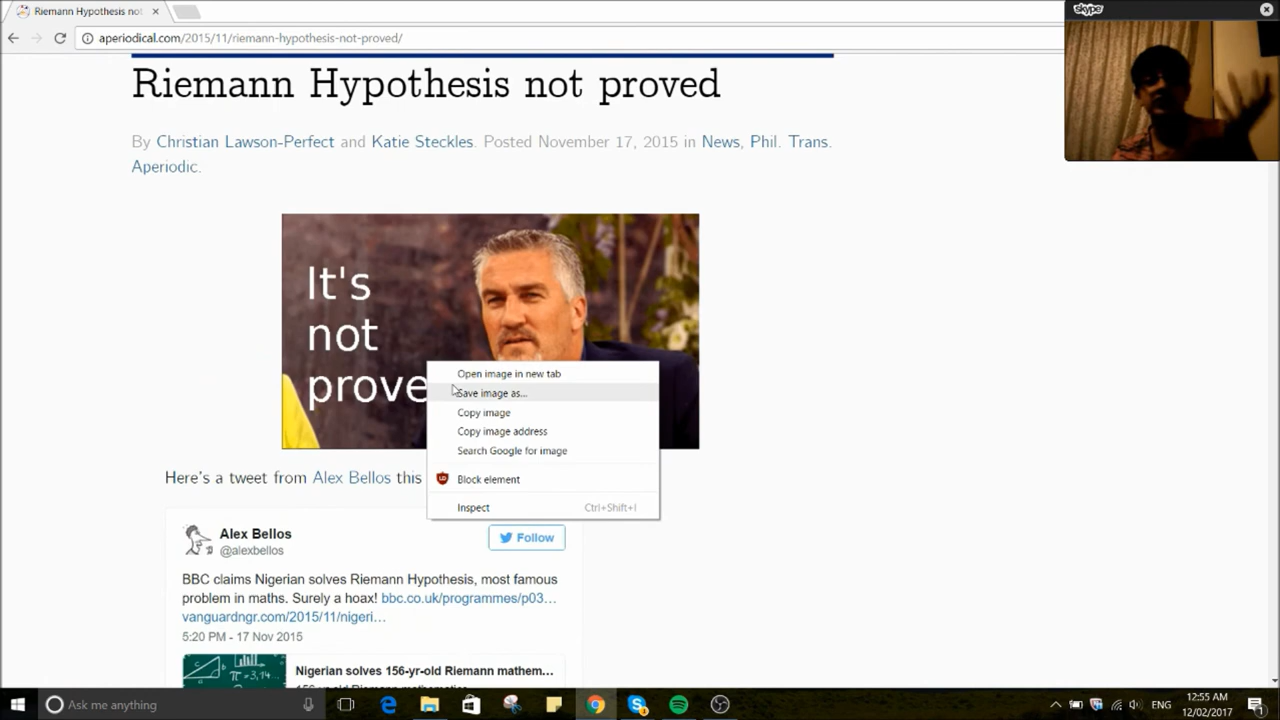 Riemann Hypothesis not
skype
aperiodical.com/2015/11/riemann-hypothesis-not-proved/
Riemann Hypothesis not proved
By Christian Lawson-Perfect and Katie Steckles. Posted November 17, 2015 in News, Phil. Trans.
Aperiodic.
It's
not
prove
Open image in new tab
Save image as...
Copy image
Copy image address
Search Google for image
Block element
Inspect Ctrl+Shift+I
Here's a tweet from Alex Bellos this
Alex Bellos
@alexbellos
Follow
BBC claims Nigerian solves Riemann Hypothesis, most famous
problem in maths. Surely a hoax! bbc.co.uk/programmes/p03…
vanguardngr.com/2015/11/nigeri…
5:20 PM - 17 Nov 2015
Nigerian solves 156-yr-old Riemann mathem...
Ask me anything
ENG
12:55 AM
12/02/2017